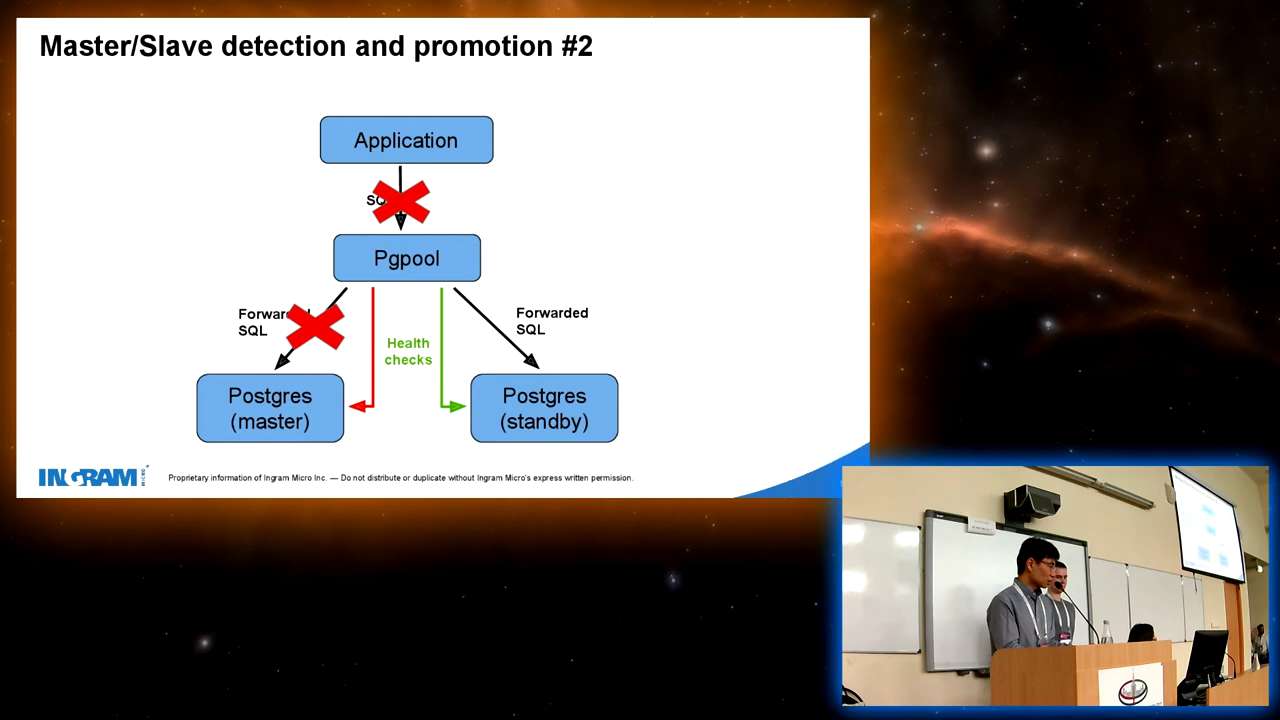 Master/Slave detection and promotion #2
Application
Pgpool
Forwarded
SQL
Health
checks
Forwarded
SQL
Postgres
(master)
Postgres
(standby)
INGRAM
MICRO
Proprietary information of Ingram Micro Inc. — Do not distribute or duplicate without Ingram Micro's express written permission.